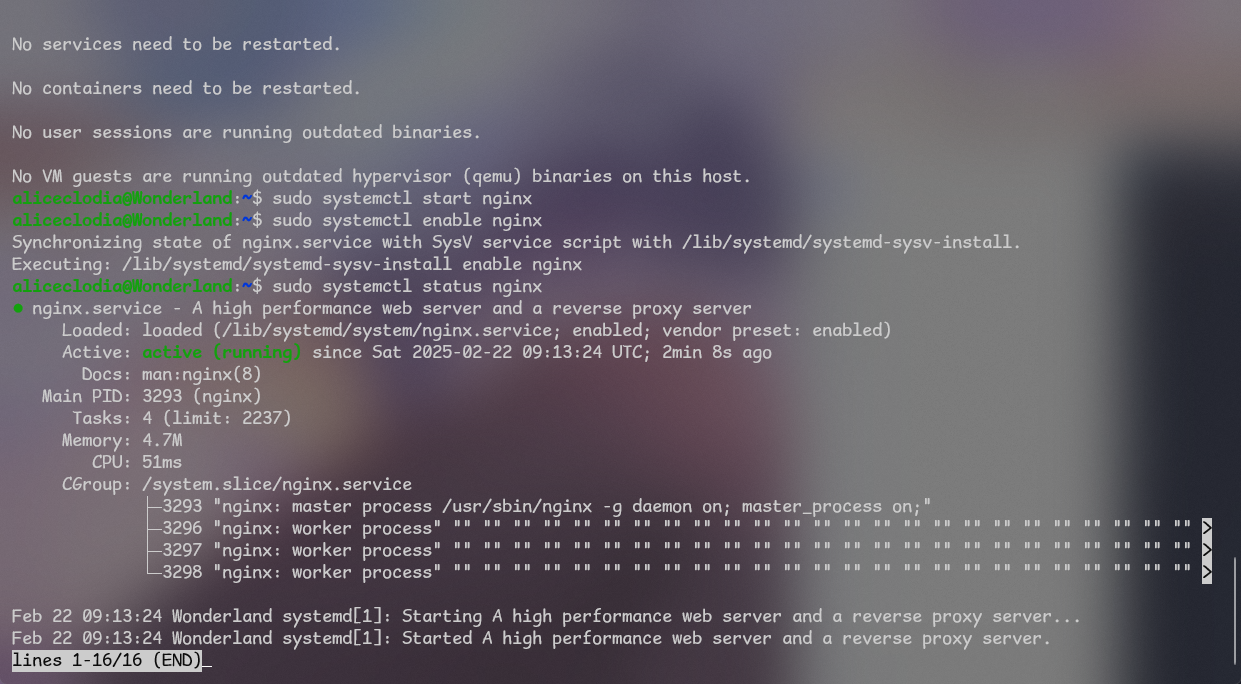 No services need to be restarted.
No containers need to be restarted.
No user sessions are running outdated binaries.
No VM guests are running outdated hypervisor (qemu) binaries on this host.
aliceclodia@Wonderland:~$ sudo systemctl start nginx
aliceclodia@Wonderland:~$ sudo systemctl enable nginx
Synchronizing state of nginx.service with SysV service script with /lib/systemd/systemd-sysv-install.
Executing: /lib/systemd/systemd-sysv-install enable nginx
aliceclodia@Wonderland:~$ sudo systemctl status nginx
● nginx.service - A high performance web server and a reverse proxy server
Loaded: loaded (/lib/systemd/system/nginx.service; enabled; vendor preset: enabled)
Active: active (running) since Sat 2025-02-22 09:13:24 UTC; 2min 8s ago
Docs: man:nginx(8)
Main PID: 3293 (nginx)
Tasks: 4 (limit: 2237)
Memory: 4.7M
CPU: 51ms
CGroup: /system.slice/nginx.service
├─3293 "nginx: master process /usr/sbin/nginx -g daemon on; master_process on;"
├─3296 "nginx: worker process" "" "" "" "" "" "" "" "" "" "" "" "" "" "" "" "" "" "" "" "" "" "" "" "" "" >
├─3297 "nginx: worker process" "" "" "" "" "" "" "" "" "" "" "" "" "" "" "" "" "" "" "" "" "" "" "" "" "" >
└─3298 "nginx: worker process" "" "" "" "" "" "" "" "" "" "" "" "" "" "" "" "" "" "" "" "" "" "" "" "" "" >
Feb 22 09:13:24 Wonderland systemd[1]: Starting A high performance web server and a reverse proxy server...
Feb 22 09:13:24 Wonderland systemd[1]: Started A high performance web server and a reverse proxy server.
lines 1-16/16 (END)